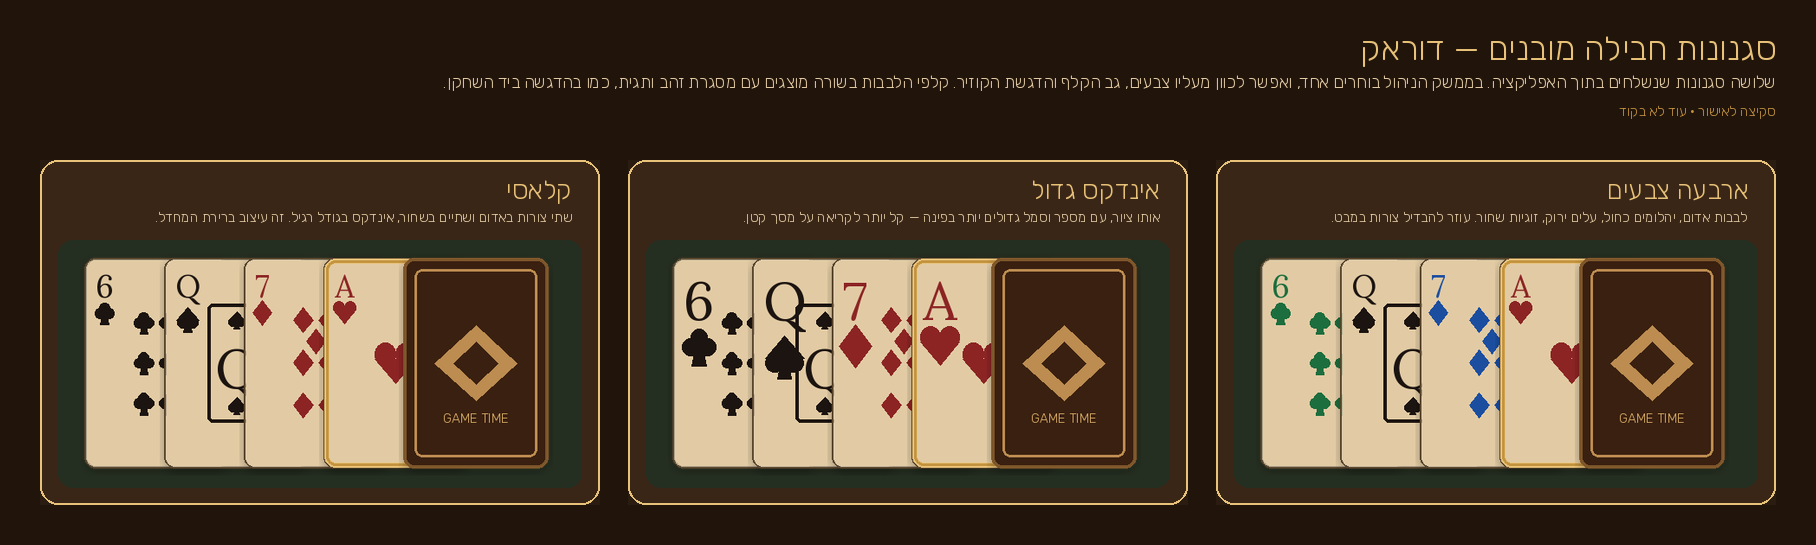 סגנונות חבילה מובנים — דוראק
שלושה סגנונות שנשלחים בתוך האפליקציה. בממשק הניהול בוחרים אחד, ואפשר לכוון מעליו צבעים, גב הקלף והדגשת הקוזיר. קלפי הלבבות בשורה מוצגים עם מסגרת זהב ותגית, כמו בהדגשה ביד השחקן.
סקיצה לאישור • עוד לא בקוד
ארבעה צבעים
לבבות אדום, יהלומים כחול, עלים ירוק, זוגיות שחור. עוזר להבדיל צורות במבט.
6
Q
Q
7
A
GAME TIME
אינדקס גדול
אותו ציור, עם מספר וסמל גדולים יותר בפינה — קל יותר לקריאה על מסך קטן.
6
Q
Q
7
A
GAME TIME
קלאסי
שתי צורות באדום ושתיים בשחור, אינדקס בגודל רגיל. זה עיצוב ברירת המחדל.
6
Q
Q
7
A
GAME TIME